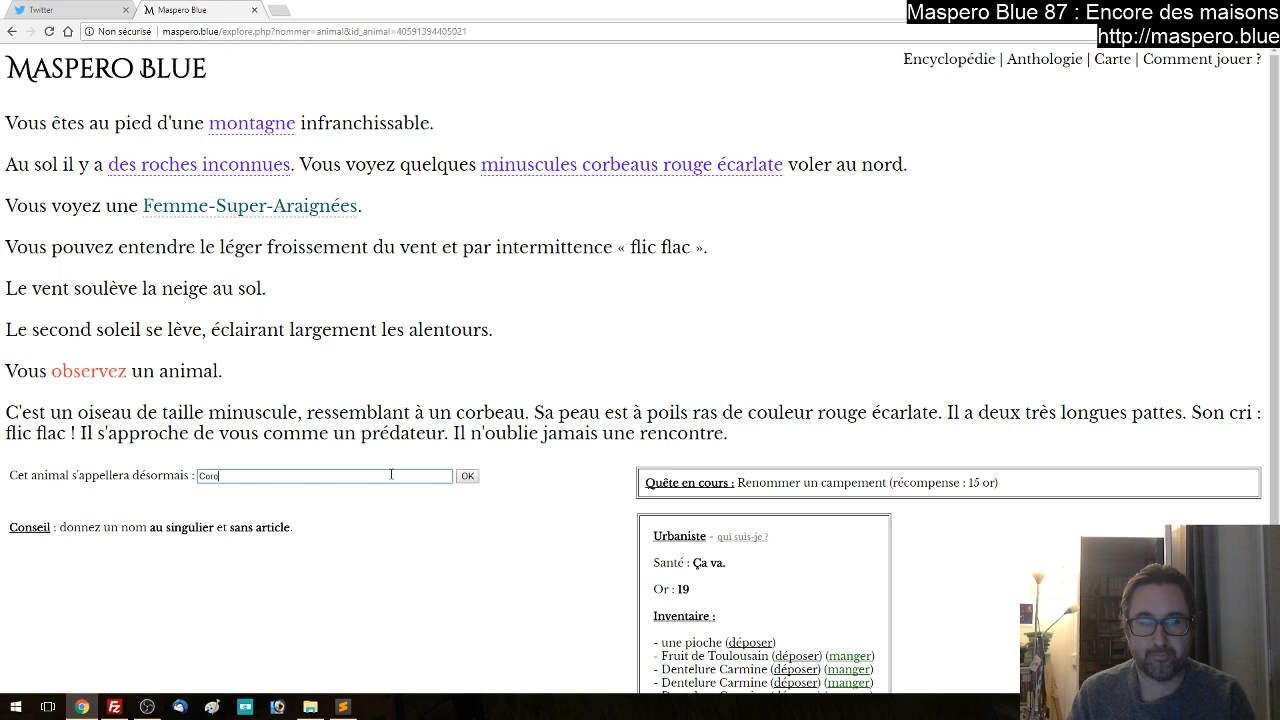 Twitter
Maspero Blue
Maspero Blue 87 : Encore des maisons
http://maspero.blue
Non sécurisé | maspero.blue/explore.php?nommer=animal&id_animal=40591394405021
Maspero Blue
Encyclopédie | Anthologie | Carte | Comment jouer ?
Vous êtes au pied d'une montagne infranchissable.
Au sol il y a des roches inconnues. Vous voyez quelques minuscules corbeaus rouge écarlate voler au nord.
Vous voyez une Femme-Super-Araignées.
Vous pouvez entendre le léger froissement du vent et par intermittence « flic flac ».
Le vent soulève la neige au sol.
Le second soleil se lève, éclairant largement les alentours.
Vous observez un animal.
C'est un oiseau de taille minuscule, ressemblant à un corbeau. Sa peau est à poils ras de couleur rouge écarlate. Il a deux très longues pattes. Son cri :
flic flac ! Il s'approche de vous comme un prédateur. Il n'oublie jamais une rencontre.
Cet animal s'appellera désormais : Coro OK
Conseil : donnez un nom au singulier et sans article.
Quête en cours : Renommer un campement (récompense : 15 or)
Urbaniste - qui suis-je ?
Santé : Ça va.
Or : 19
Inventaire :
- une pioche (déposer)
- Fruit de Toulousain (déposer) (manger)
- Dentelure Carmine (déposer) (manger)
- Dentelure Carmine (déposer) (manger)